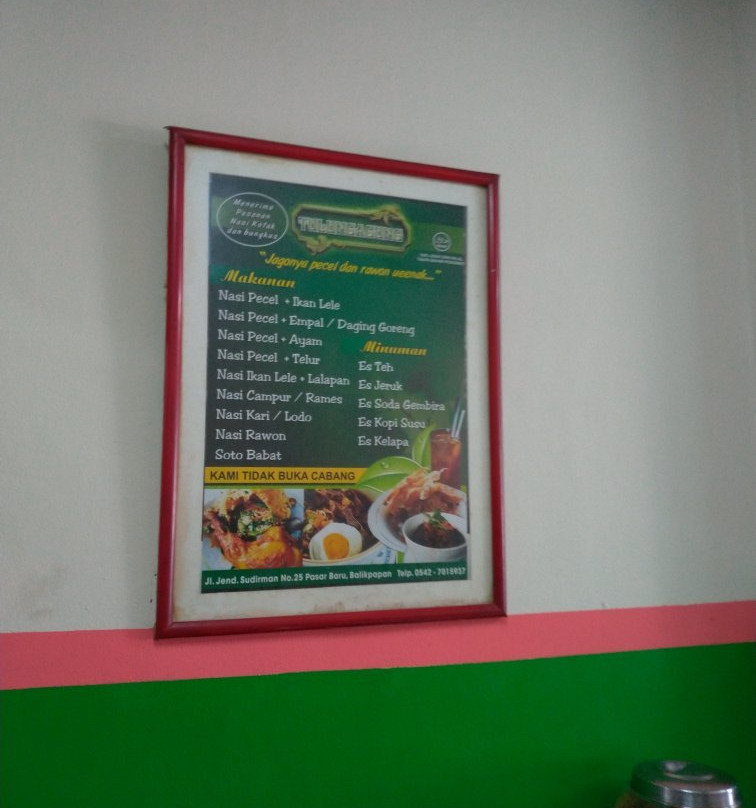 Menerima
Pesanan
Nasi Kotak
dan bungkus
TULUNGAGUNG
"Jagonya pecel dan rawon ueenak..."
Makanan
Nasi Pecel + Ikan Lele
Nasi Pecel + Empal / Daging Goreng
Nasi Pecel + Ayam
Nasi Pecel + Telur
Nasi Ikan Lele + Lalapan
Nasi Campur / Rames
Nasi Kari / Lodo
Nasi Rawon
Soto Babat
Minuman
Es Teh
Es Jeruk
Es Soda Gembira
Es Kopi Susu
Es Kelapa
KAMI TIDAK BUKA CABANG
Jl. Jend. Sudirman No.25 Pasar Baru, Balikpapan Telp. 0542 - 7015937